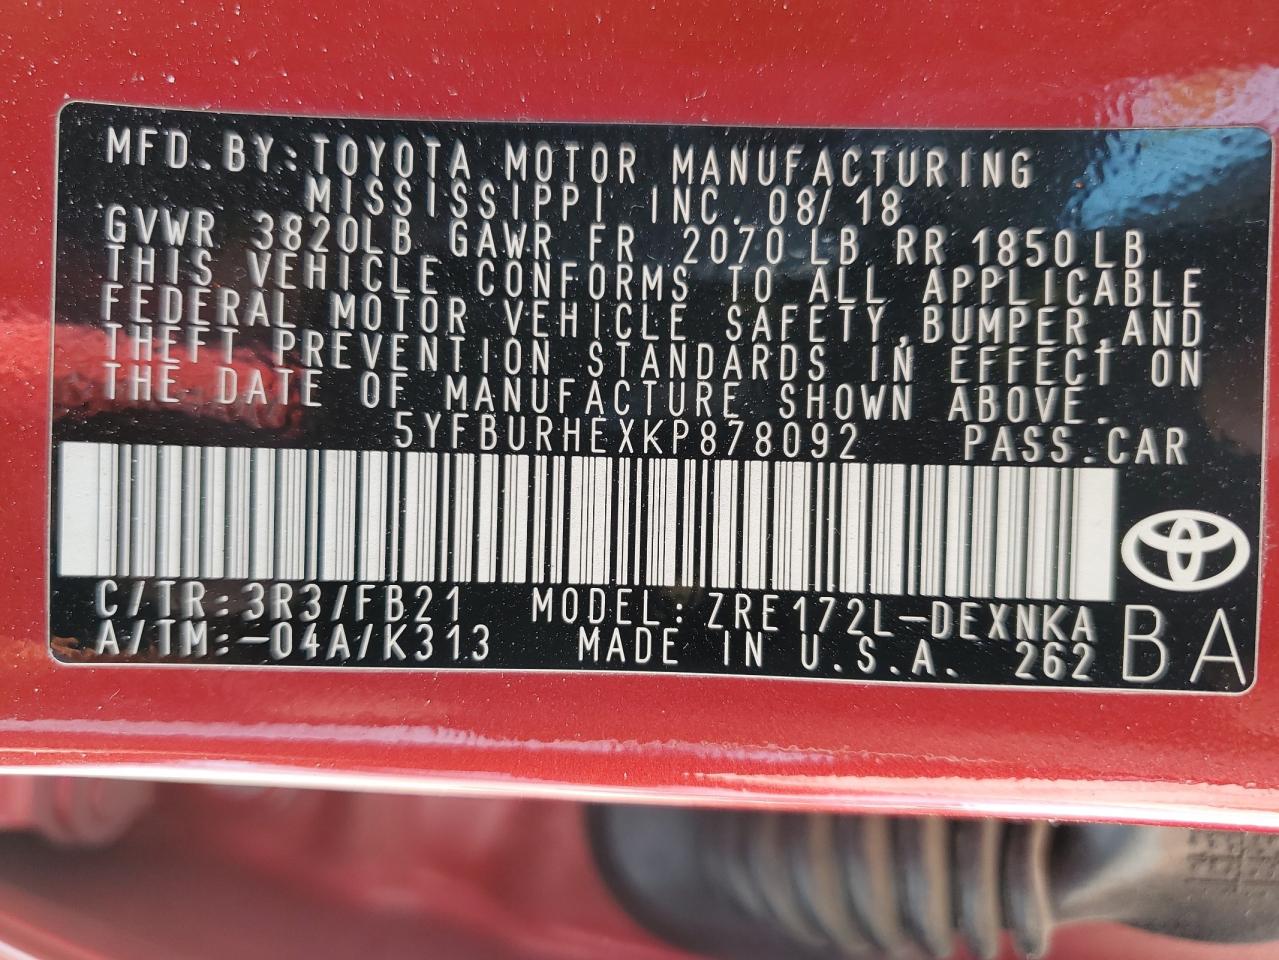 MFD.BY:TOYOTA MOTOR MANUFACTURING
MISSISSIPPI INC. 08/18
GVWR 3820LB GAWR FR 2070LB RR 1850LB
THIS VEHICLE CONFORMS TO ALL APPLICABLE
FEDERAL MOTOR VEHICLE SAFETY,BUMPER,AND
THEFT PREVENTION STANDARDS IN EFFECT ON
THE DATE OF MANUFACTURE SHOWN ABOVE.
5YFBURHEXKP878092 PASS.CAR
C/TR:3R3/FB21 MODEL:ZRE172L-DEXNKA
A/TM:-04A/K313 MADE IN U.S.A. 262 BA